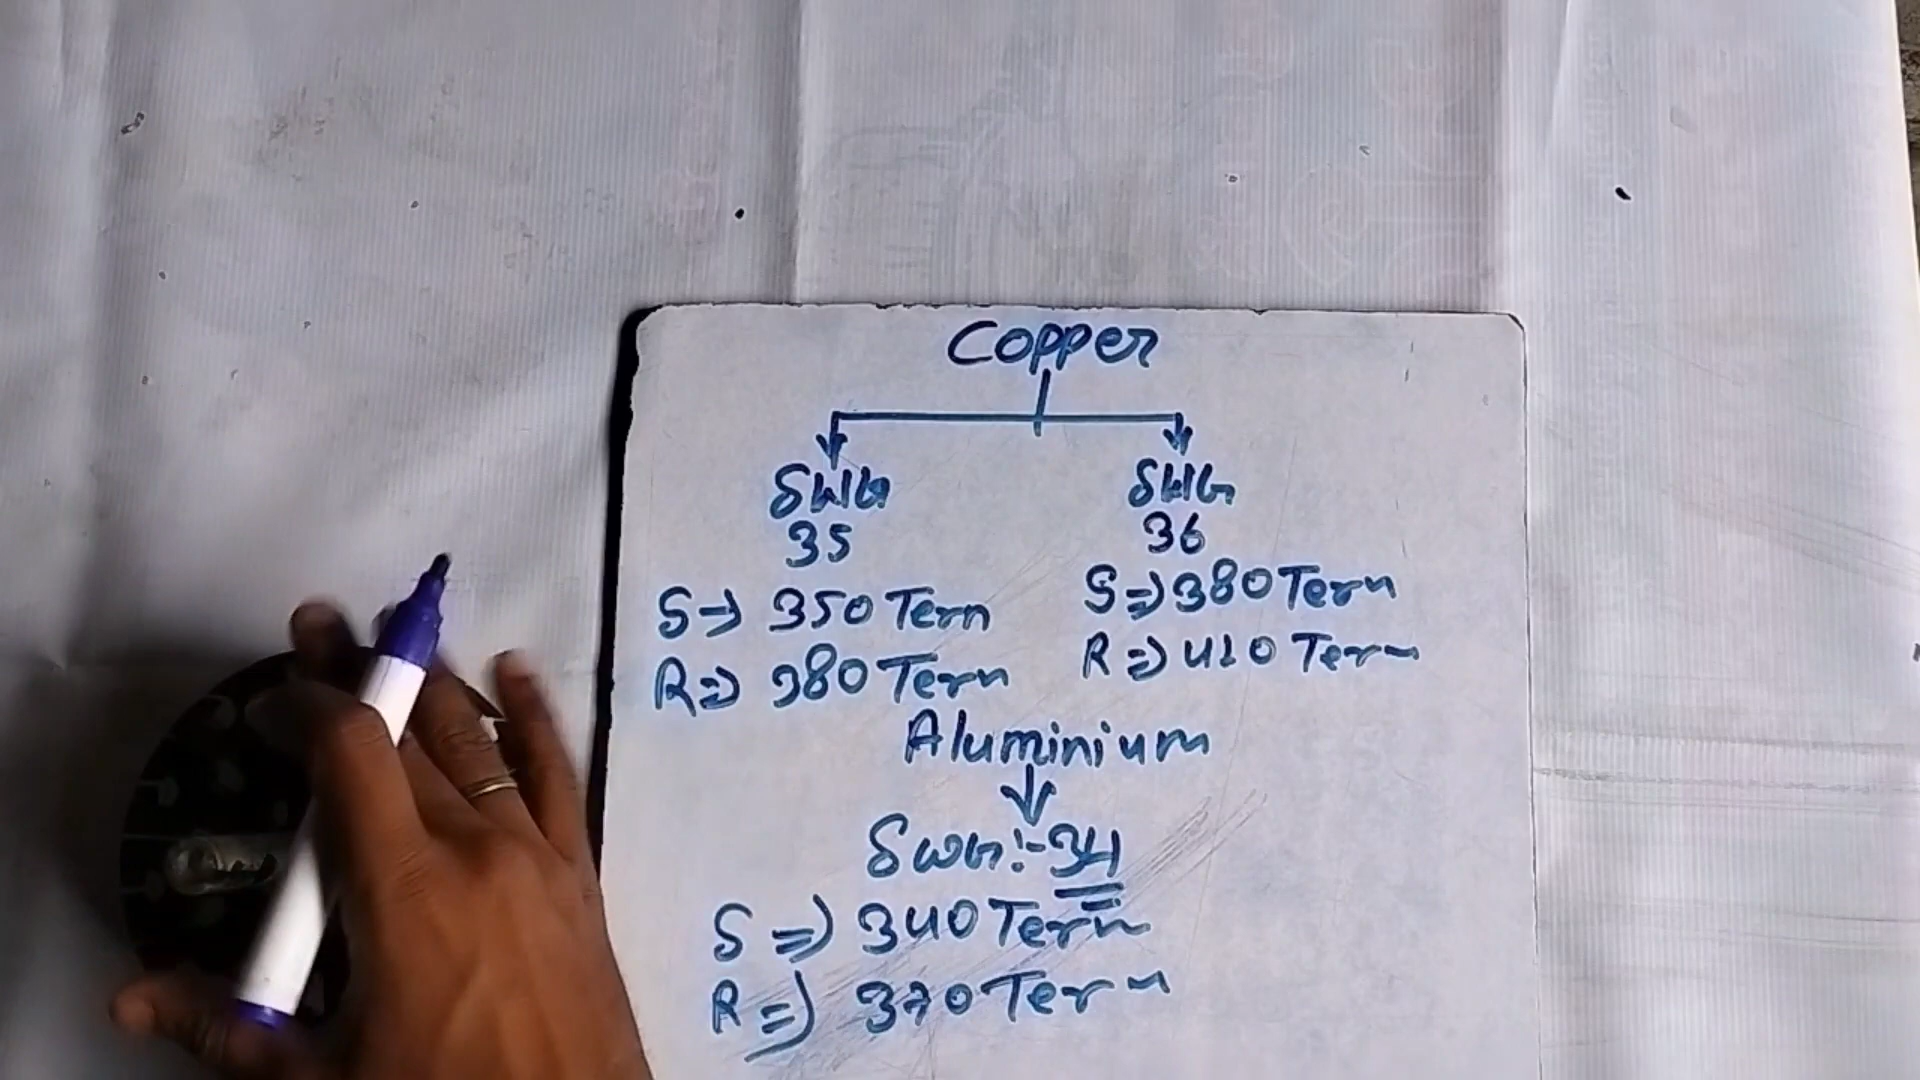 Copper
SWG SWG
35 36
S→ 350 Tern S⇒ 380 Tern
R⇒ 380 Tern R⇒ 410 Tern
Aluminium
SWG:-34
S⇒ 340 Tern
R⇒ 370 Tern